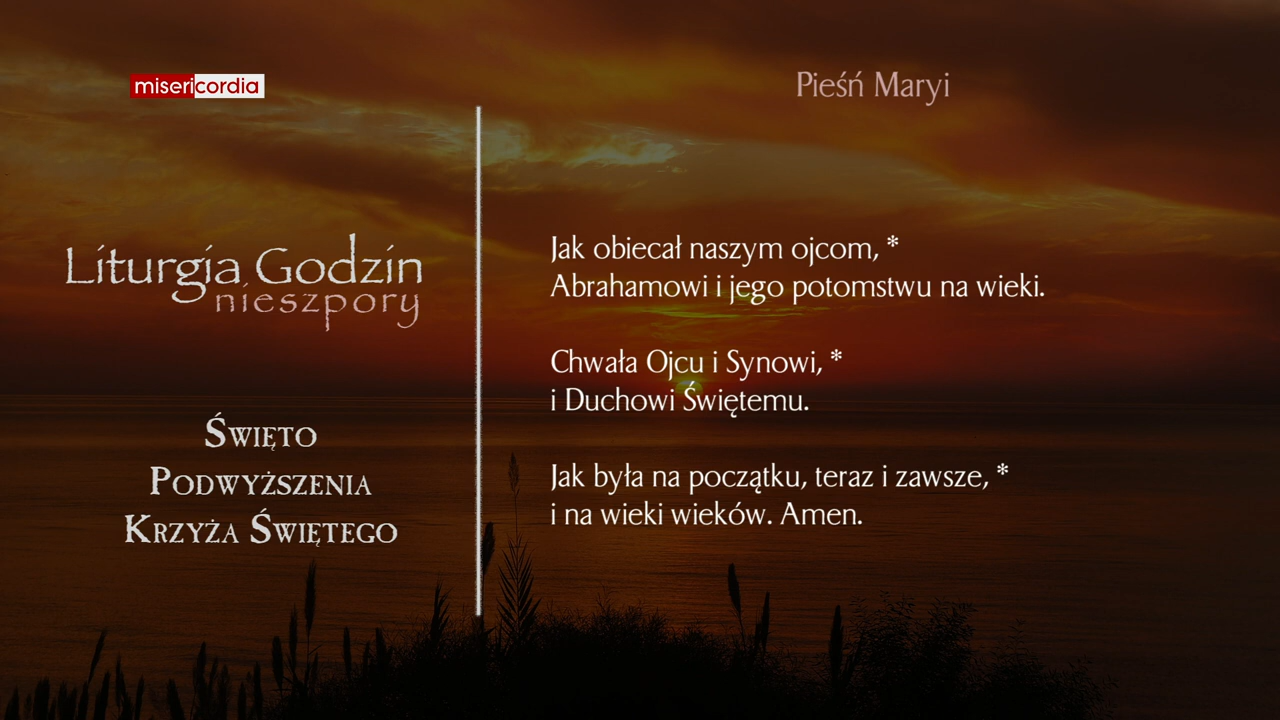 misericordia
Pieśń Maryi
Liturgia Godzin
nieszpory
Święto
Podwyższenia
Krzyża Świętego
Jak obiecał naszym ojcom, *
Abrahamowi i jego potomstwu na wieki.
Chwała Ojcu i Synowi, *
i Duchowi Świętemu.
Jak była na początku, teraz i zawsze, *
i na wieki wieków. Amen.